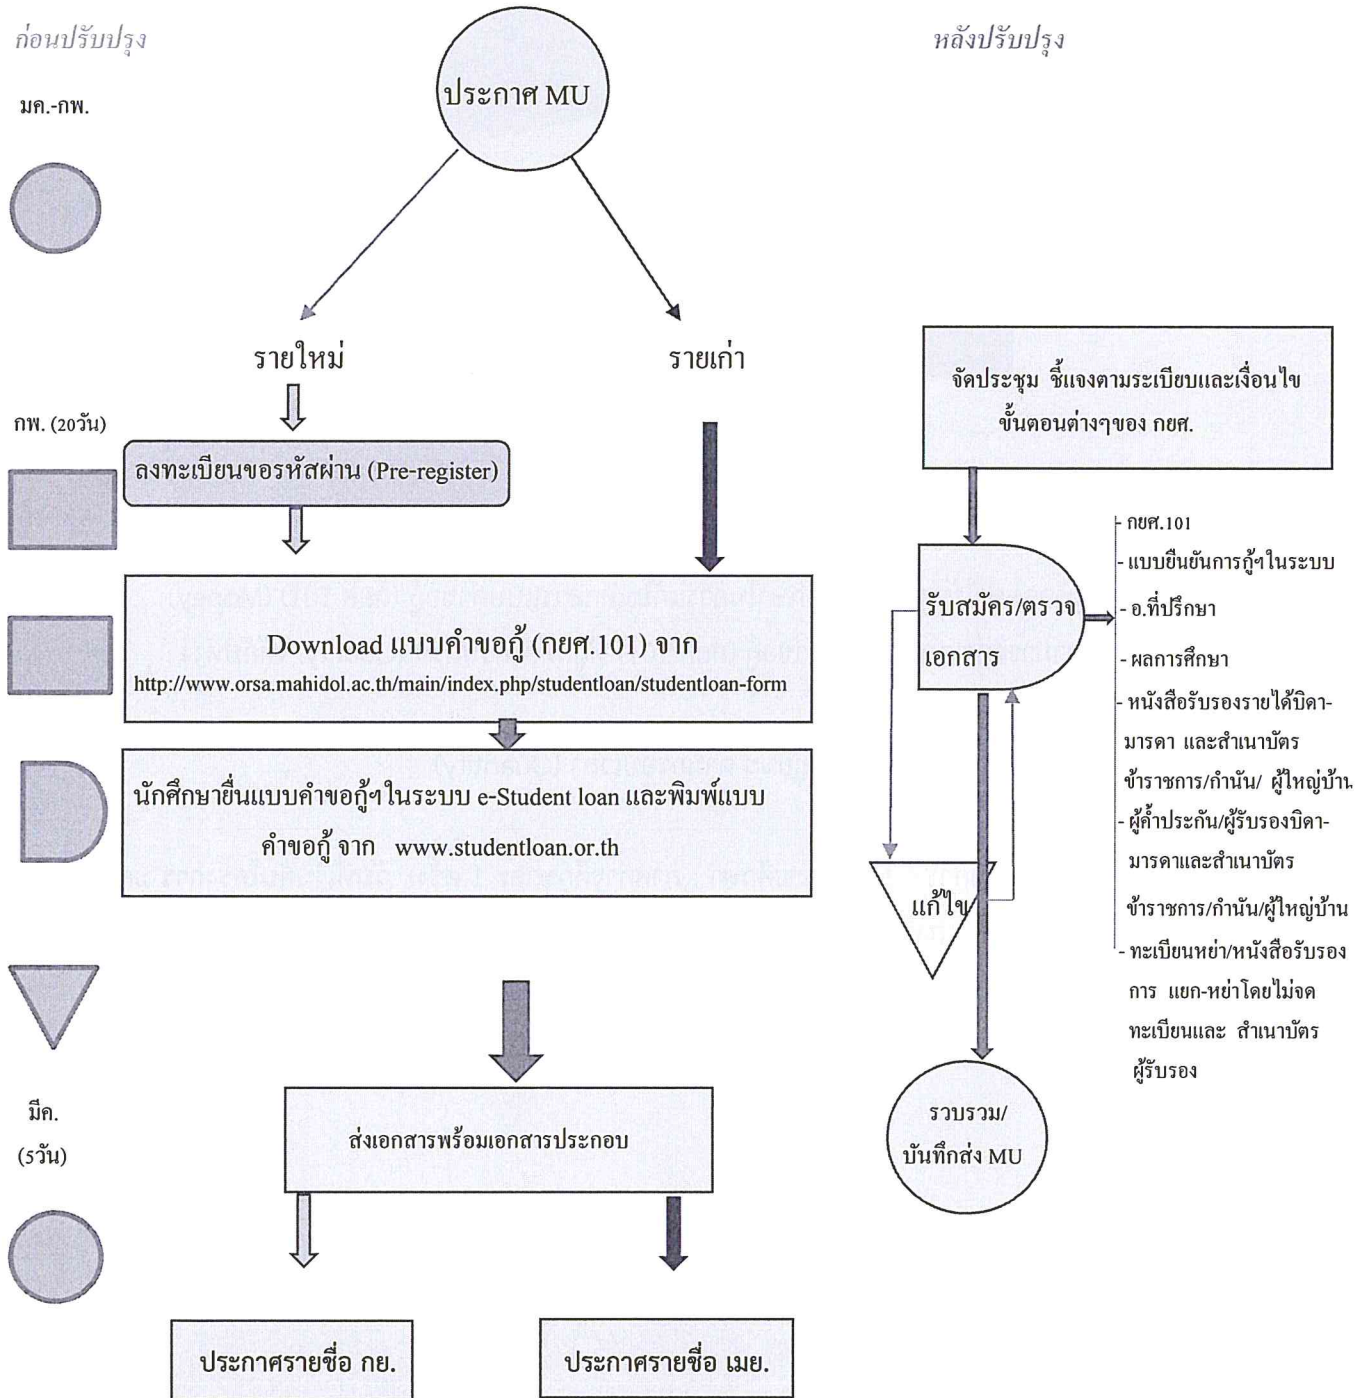 ก่อนปรับปรุง
หลังปรับปรุง
มค.-กพ.
ประกาศ MU
รายใหม่
รายเก่า
กพ. (20วัน)
ลงทะเบียนขอรหัสผ่าน (Pre-register)
Download แบบคำขอกู้ (กยศ.101) จาก
http://www.orsa.mahidol.ac.th/main/index.php/studentloan/studentloan-form
นักศึกษายื่นแบบคำขอกู้ฯในระบบ e-Student loan และพิมพ์แบบ
คำขอกู้ จาก www.studentloan.or.th
มีค.
(5วัน)
ส่งเอกสารพร้อมเอกสารประกอบ
ประกาศรายชื่อ กย.
ประกาศรายชื่อ เมย.
จัดประชุม ชี้แจงตามระเบียบและเงื่อนไข
ขั้นตอนต่างๆของ กยศ.
รับสมัคร/ตรวจ
เอกสาร
- กยศ.101
- แบบยืนยันการกู้ฯในระบบ
- อ.ที่ปรึกษา
- ผลการศึกษา
- หนังสือรับรองรายได้บิดา-
มารดา และสำเนาบัตร
ข้าราชการ/กำนัน/ ผู้ใหญ่บ้าน
- ผู้ค้ำประกัน/ผู้รับรองบิดา-
มารดาและสำเนาบัตร
ข้าราชการ/กำนัน/ผู้ใหญ่บ้าน
- ทะเบียนหย่า/หนังสือรับรอง
การ แยก-หย่าโดยไม่จด
ทะเบียนและ สำเนาบัตร
ผู้รับรอง
แก้ไข
รวบรวม/
บันทึกส่ง MU